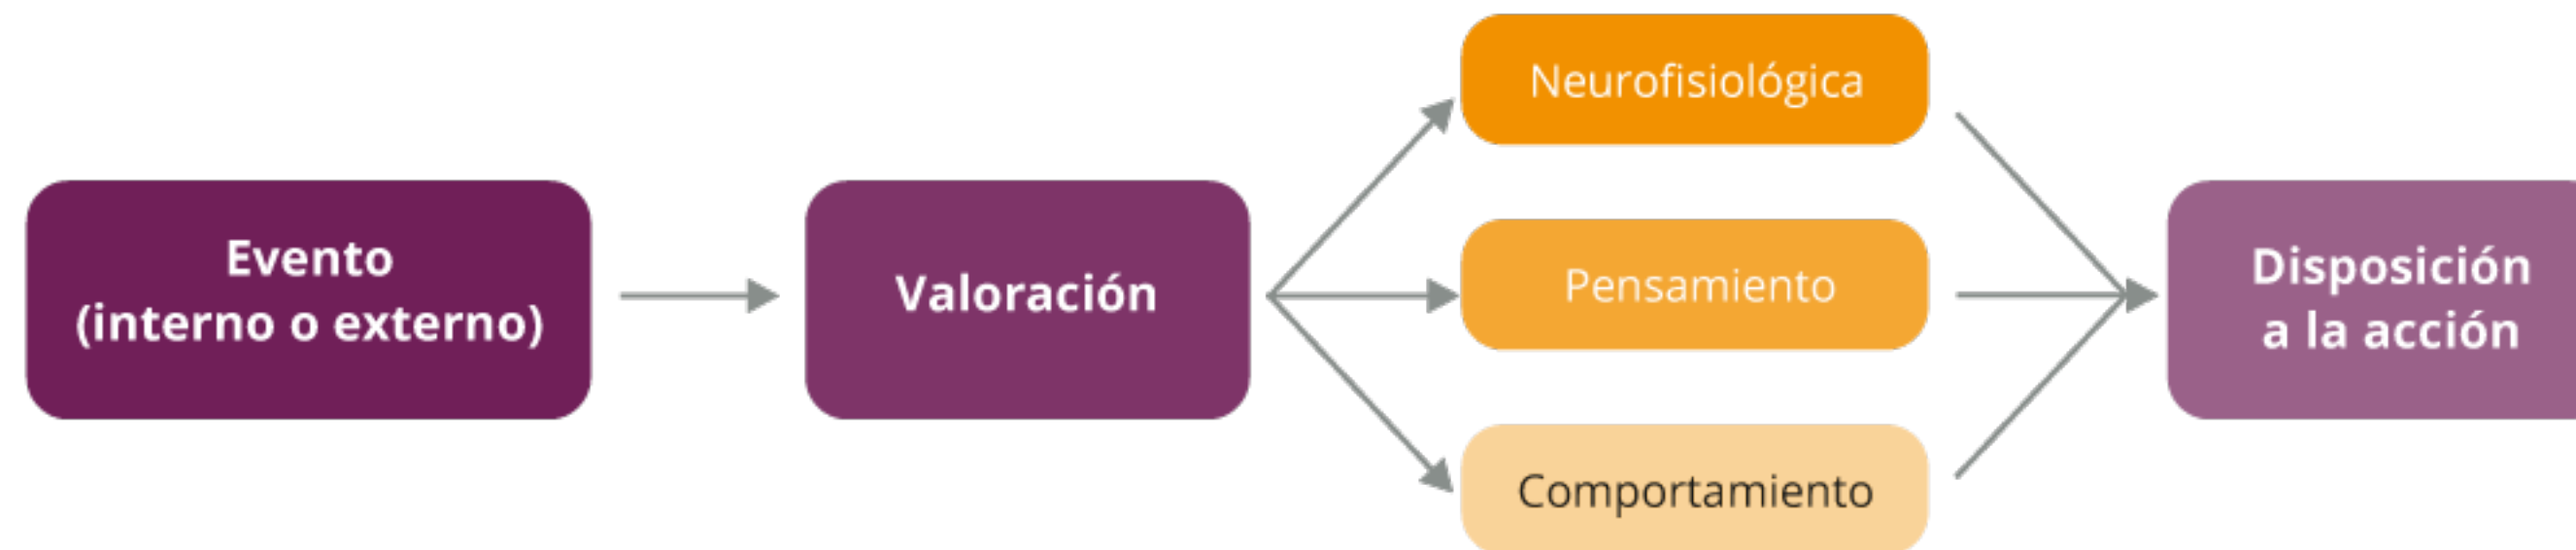 Evento
(interno o externo)
Valoración
Neurofisiológica
Pensamiento
Comportamiento
Disposición
a la acción